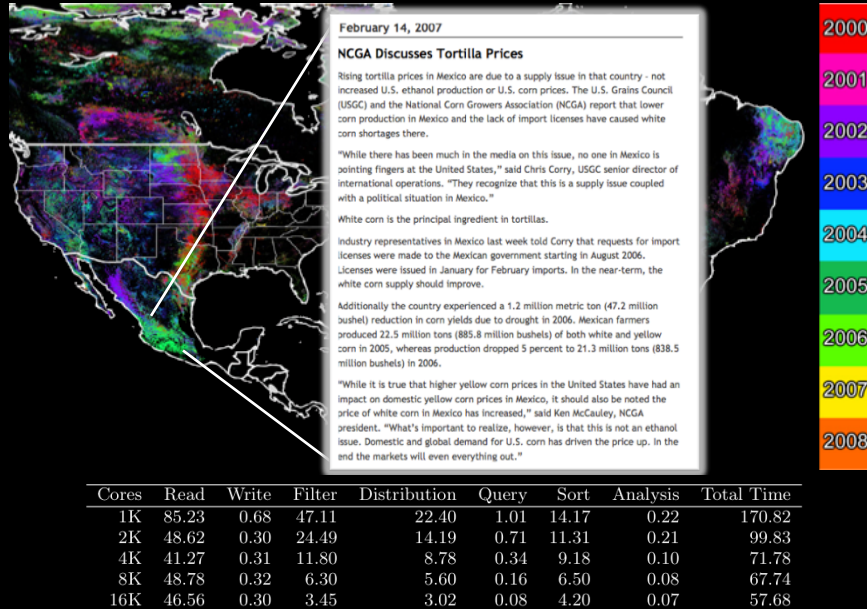 February 14, 2007
NCGA Discusses Tortilla Prices
Rising tortilla prices in Mexico are due to a supply issue in that country - not
increased U.S. ethanol production or U.S. corn prices. The U.S. Grains Council
(USGC) and the National Corn Growers Association (NCGA) report that lower
corn production in Mexico and the lack of import licenses have caused white
corn shortages there.
"While there has been much in the media on this issue, no one in Mexico is
pointing fingers at the United States," said Chris Corry, USGC senior director of
international operations. "They recognize that this is a supply issue coupled
with a political situation in Mexico."
White corn is the principal ingredient in tortillas.
Industry representatives in Mexico last week told Corry that requests for import
licenses were made to the Mexican government starting in August 2006.
Licenses were issued in January for February imports. In the near-term, the
white corn supply should improve.
Additionally the country experienced a 1.2 million metric ton (47.2 million
bushel) reduction in corn yields due to drought in 2006. Mexican farmers
produced 22.5 million tons (885.8 million bushels) of both white and yellow
corn in 2005, whereas production dropped 5 percent to 21.3 million tons (838.5
million bushels) in 2006.
"While it is true that higher yellow corn prices in the United States have had an
impact on domestic yellow corn prices in Mexico, it should also be noted the
price of white corn in Mexico has increased," said Ken McCauley, NCGA
president. "What's important to realize, however, is that this is not an ethanol
issue. Domestic and global demand for U.S. corn has driven the price up. In the
end the markets will even everything out."
2000
2001
2002
2003
2004
2005
2006
2007
2008
Cores Read Write Filter Distribution Query Sort Analysis Total Time
1K 85.23 0.68 47.11 22.40 1.01 14.17 0.22 170.82
2K 48.62 0.30 24.49 14.19 0.71 11.31 0.21 99.83
4K 41.27 0.31 11.80 8.78 0.34 9.18 0.10 71.78
8K 48.78 0.32 6.30 5.60 0.16 6.50 0.08 67.74
16K 46.56 0.30 3.45 3.02 0.08 4.20 0.07 57.68